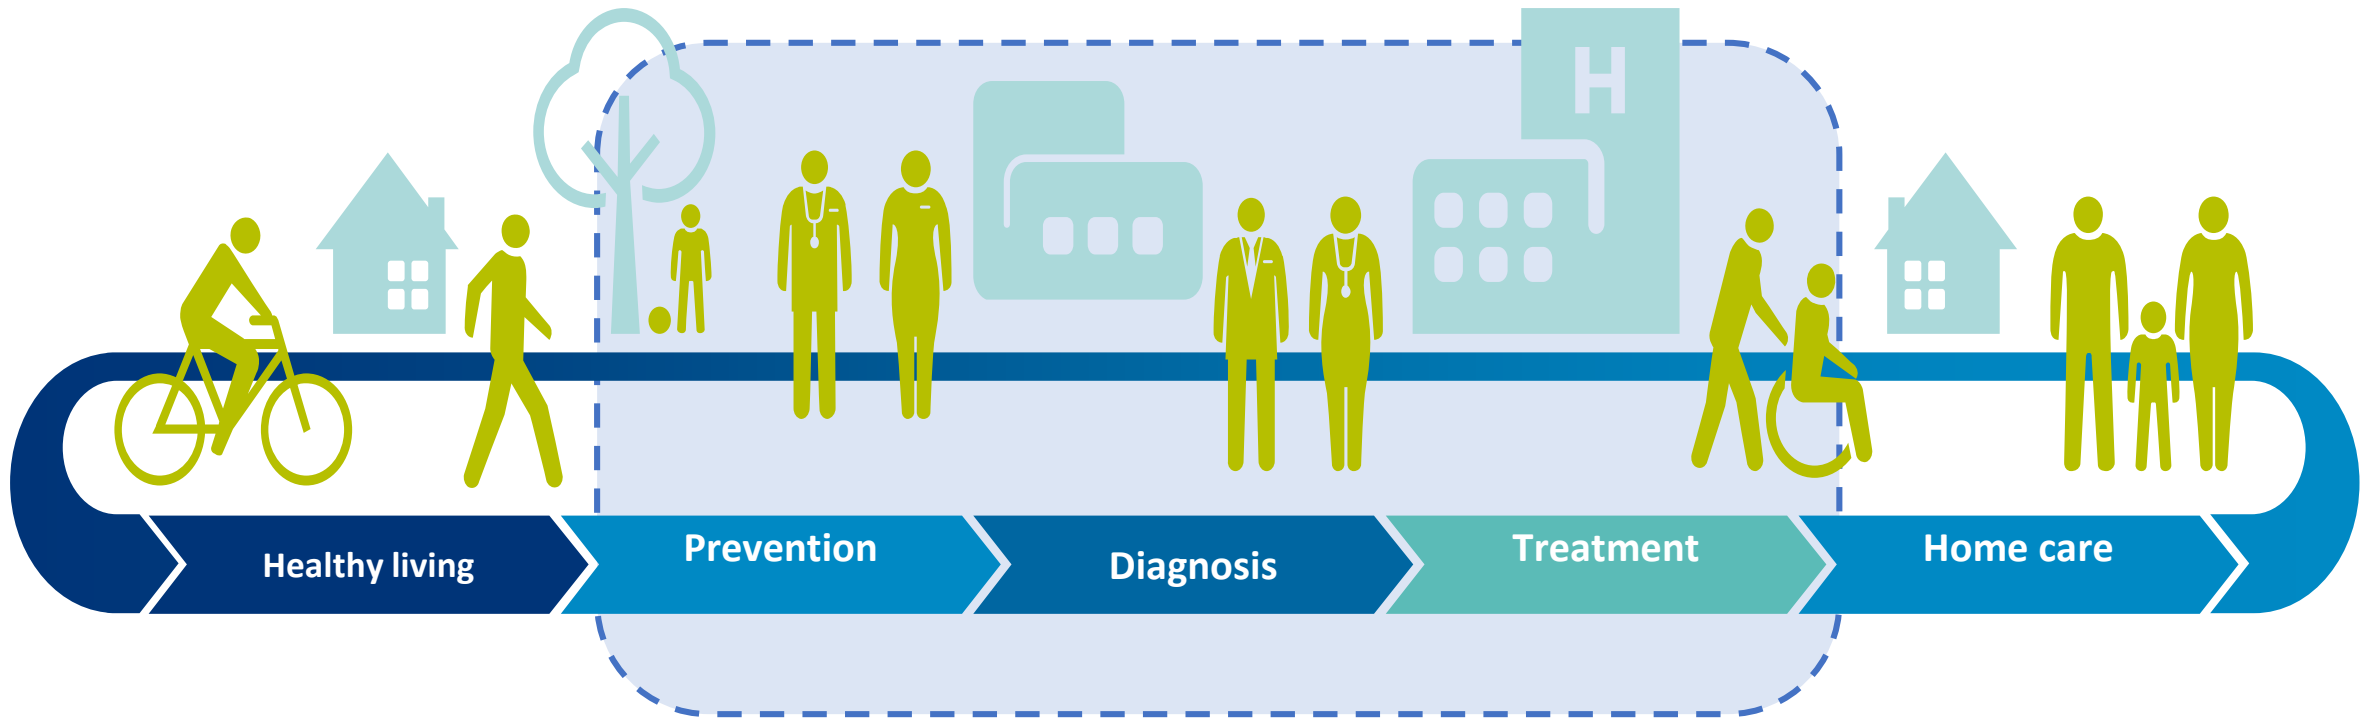 H
Healthy living
Prevention
Diagnosis
Treatment
Home care